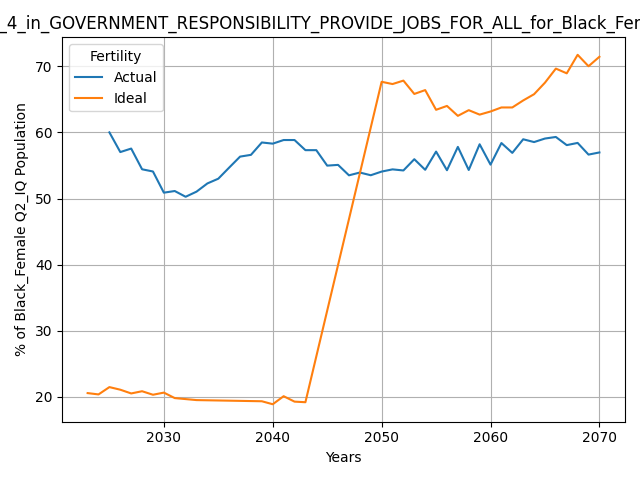 _4_in_GOVERNMENT_RESPONSIBILITY_PROVIDE_JOBS_FOR_ALL_for_Black_Fer
Fertility
Actual
Ideal
% of Black_Female Q2_IQ Population
70
60
50
40
30
20
2030
2040
2050
2060
2070
Years